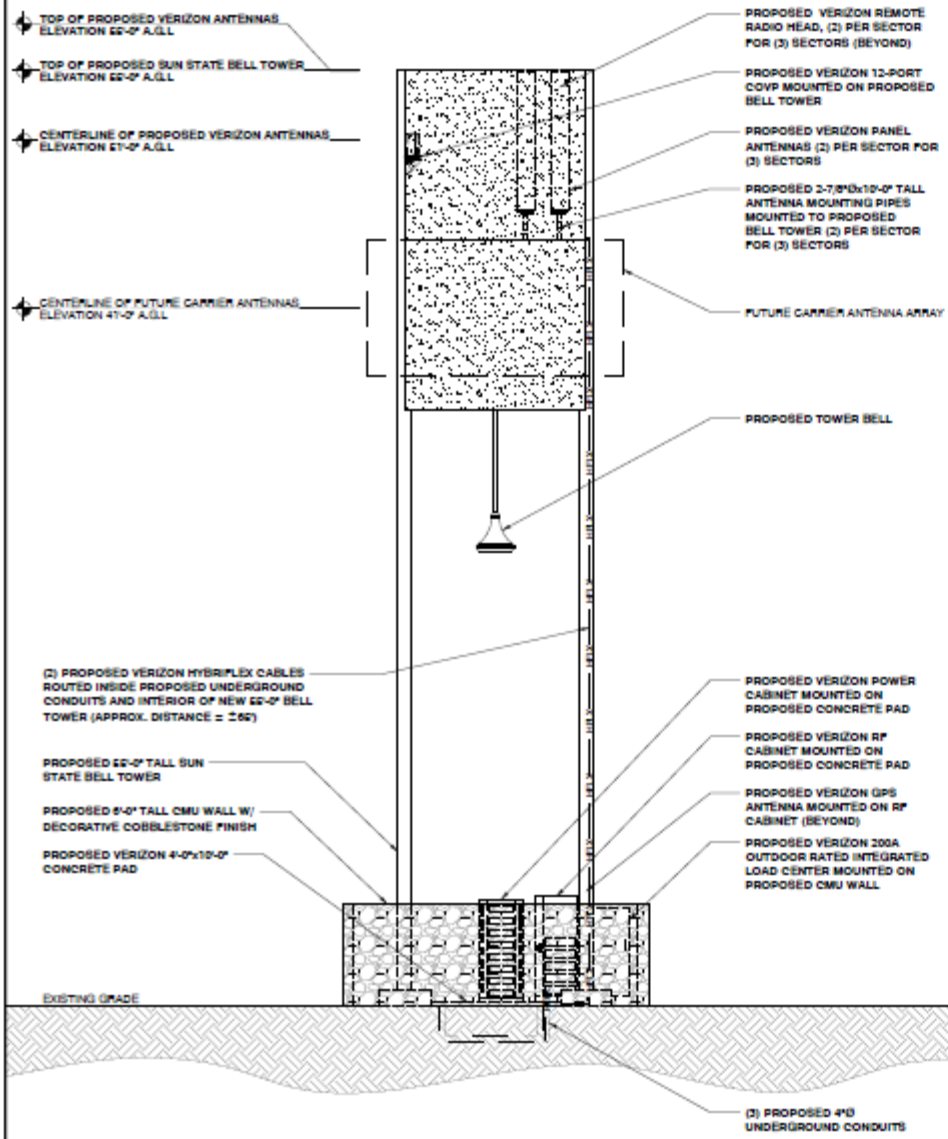 TOP OF PROPOSED VERIZON ANTENNAS
ELEVATION 55'-0" A.G.L
TOP OF PROPOSED SUN STATE BELL TOWER
ELEVATION 55'-0" A.G.L
CENTERLINE OF PROPOSED VERIZON ANTENNAS
ELEVATION 51'-0" A.G.L
CENTERLINE OF FUTURE CARRIER ANTENNAS
ELEVATION 41'-0" A.G.L
PROPOSED VERIZON REMOTE
RADIO HEAD, (2) PER SECTOR
FOR (3) SECTORS (BEYOND)
PROPOSED VERIZON 12-PORT
COVP MOUNTED ON PROPOSED
BELL TOWER
PROPOSED VERIZON PANEL
ANTENNAS (2) PER SECTOR FOR
(3) SECTORS
PROPOSED 2-7/8"Øx10'-0" TALL
ANTENNA MOUNTING PIPES
MOUNTED TO PROPOSED
BELL TOWER (2) PER SECTOR
FOR (3) SECTORS
FUTURE CARRIER ANTENNA ARRAY
PROPOSED TOWER BELL
(2) PROPOSED VERIZON HYBRIFLEX CABLES
ROUTED INSIDE PROPOSED UNDERGROUND
CONDUITS AND INTERIOR OF NEW 55'-0" BELL
TOWER (APPROX. DISTANCE =
PROPOSED 55'-0" TALL SUN
STATE BELL TOWER
PROPOSED 6'-0" TALL CMU WALL W/
DECORATIVE COBBLESTONE FINISH
PROPOSED VERIZON 4'-0"x10'-0"
CONCRETE PAD
EXISTING GRADE
PROPOSED VERIZON POWER
CABINET MOUNTED ON
PROPOSED CONCRETE PAD
PROPOSED VERIZON RF
CABINET MOUNTED ON
PROPOSED CONCRETE PAD
PROPOSED VERIZON GPS
ANTENNA MOUNTED ON RF
CABINET (BEYOND)
PROPOSED VERIZON 200A
OUTDOOR RATED INTEGRATED
LOAD CENTER MOUNTED ON
PROPOSED CMU WALL
(3) PROPOSED 4"Ø
UNDERGROUND CONDUITS